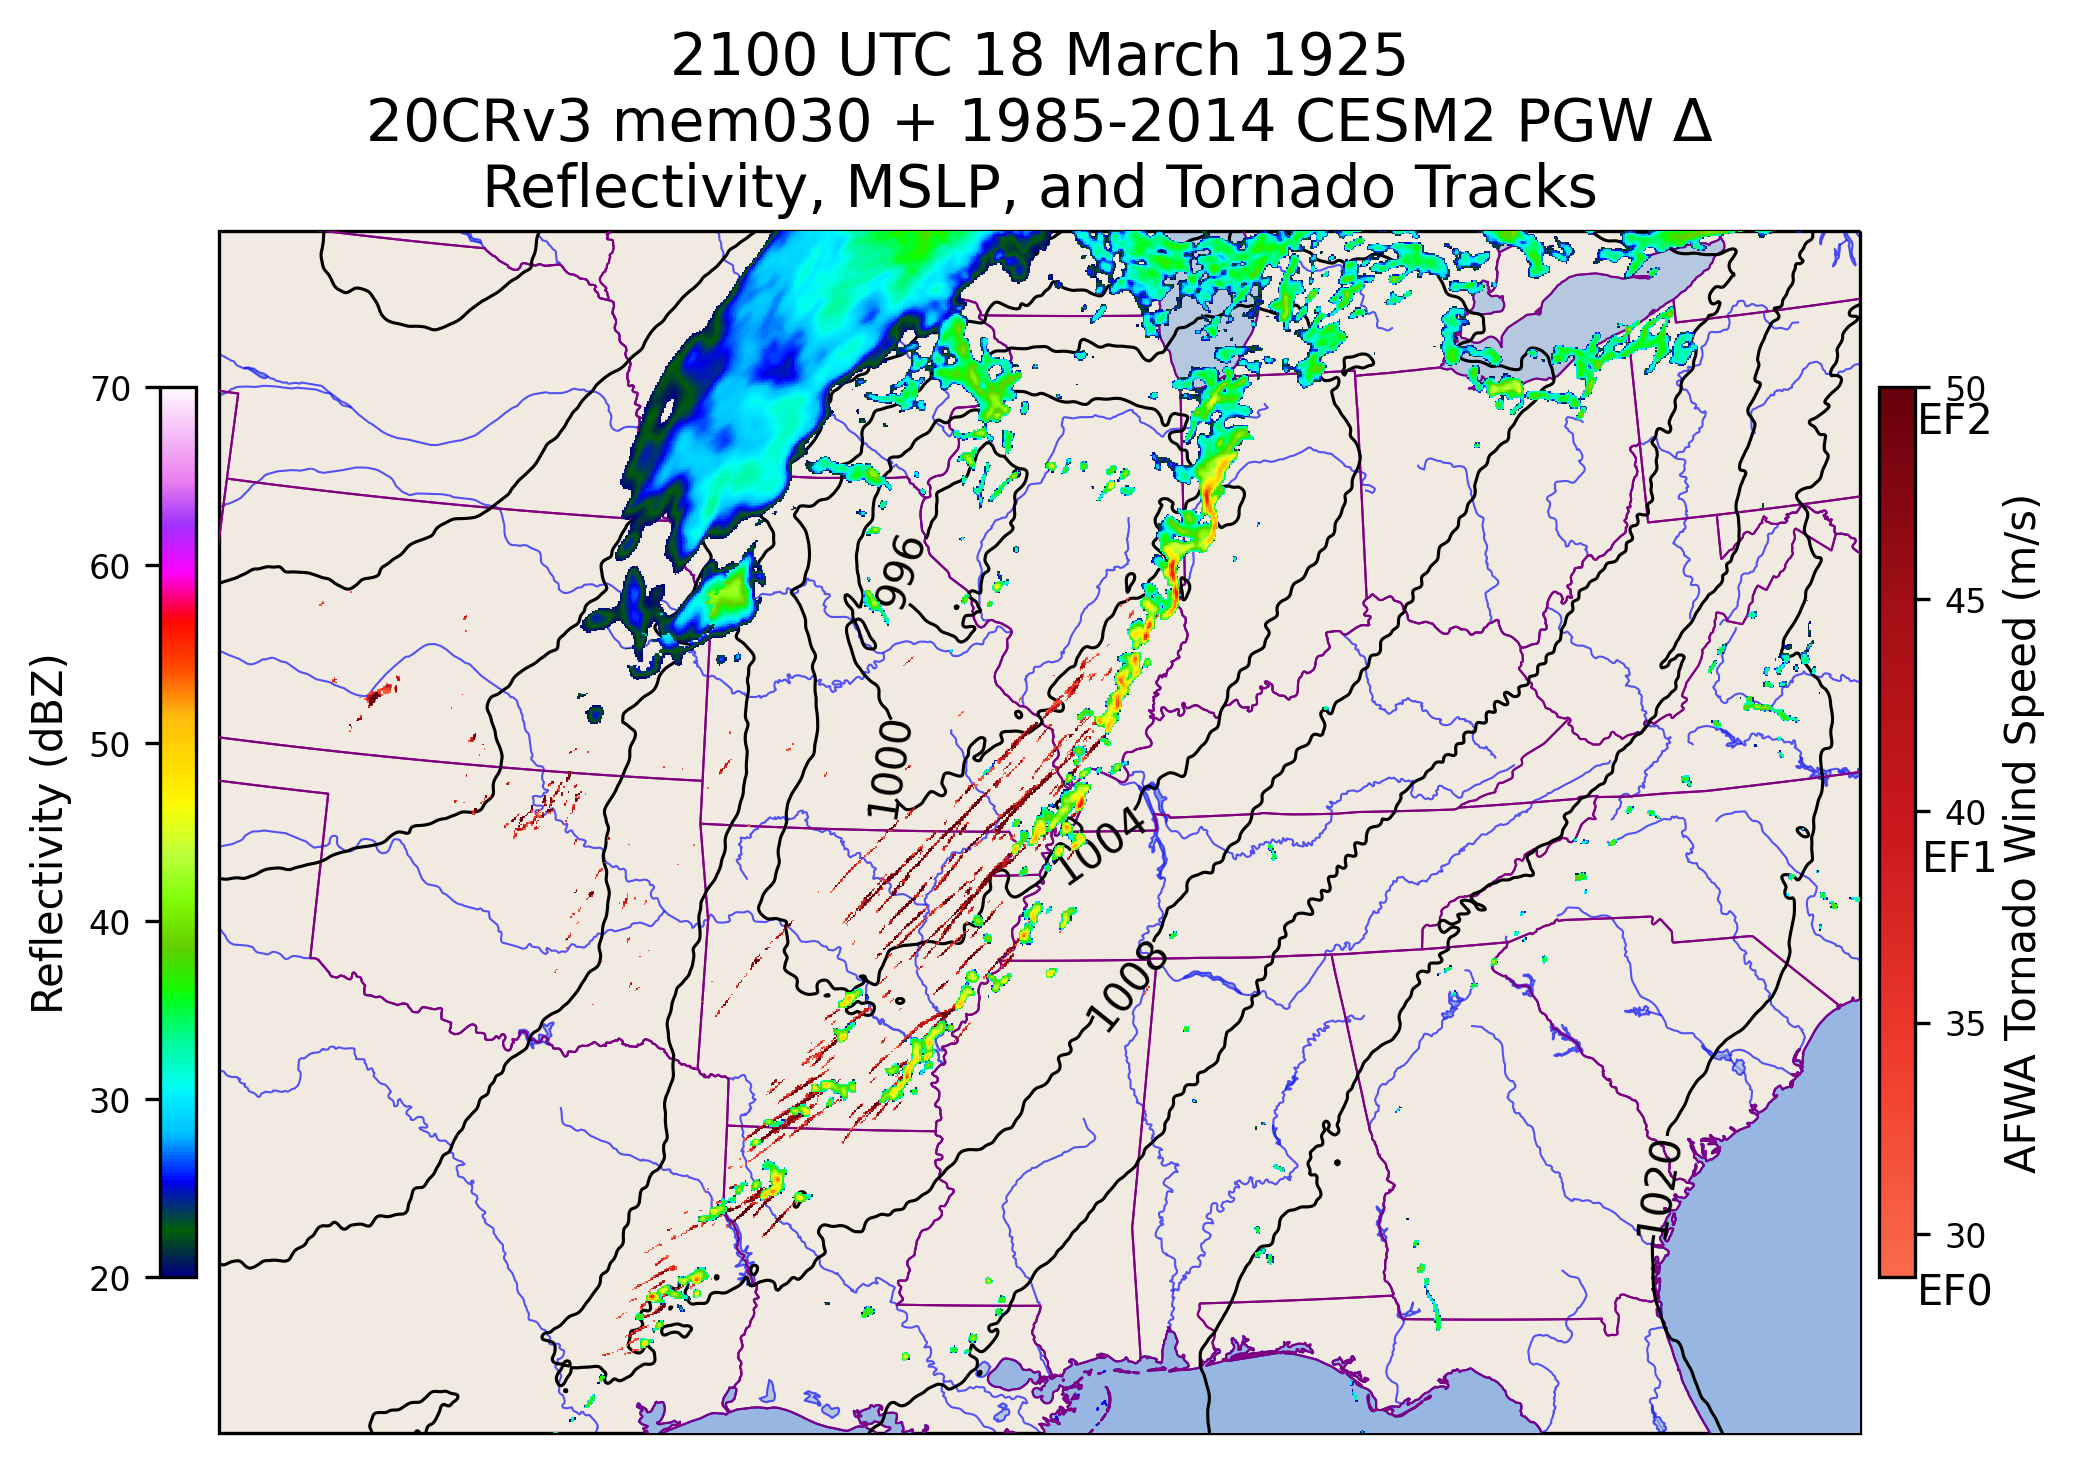 2100 UTC 18 March 1925
20CRv3 mem030 + 1985-2014 CESM2 PGW Δ
Reflectivity, MSLP, and Tornado Tracks
Reflectivity (dBZ)
70
60
50
40
30
20
996
1000
1004
1008
1020
50
EF2
45
40
EF1
35
30
EF0
AFWA Tornado Wind Speed (m/s)